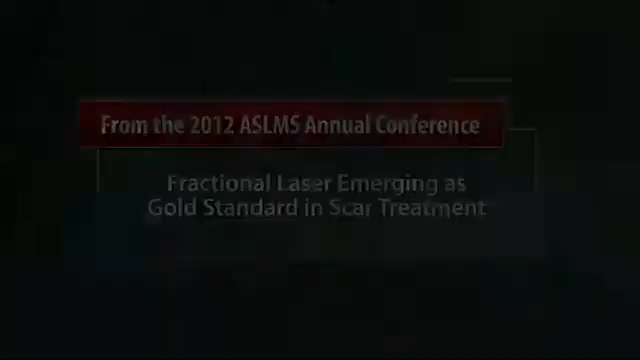 From the 2012 ASLMS Annual Conference
Fractional Laser Emerging as
Gold Standard in Scar Treatment